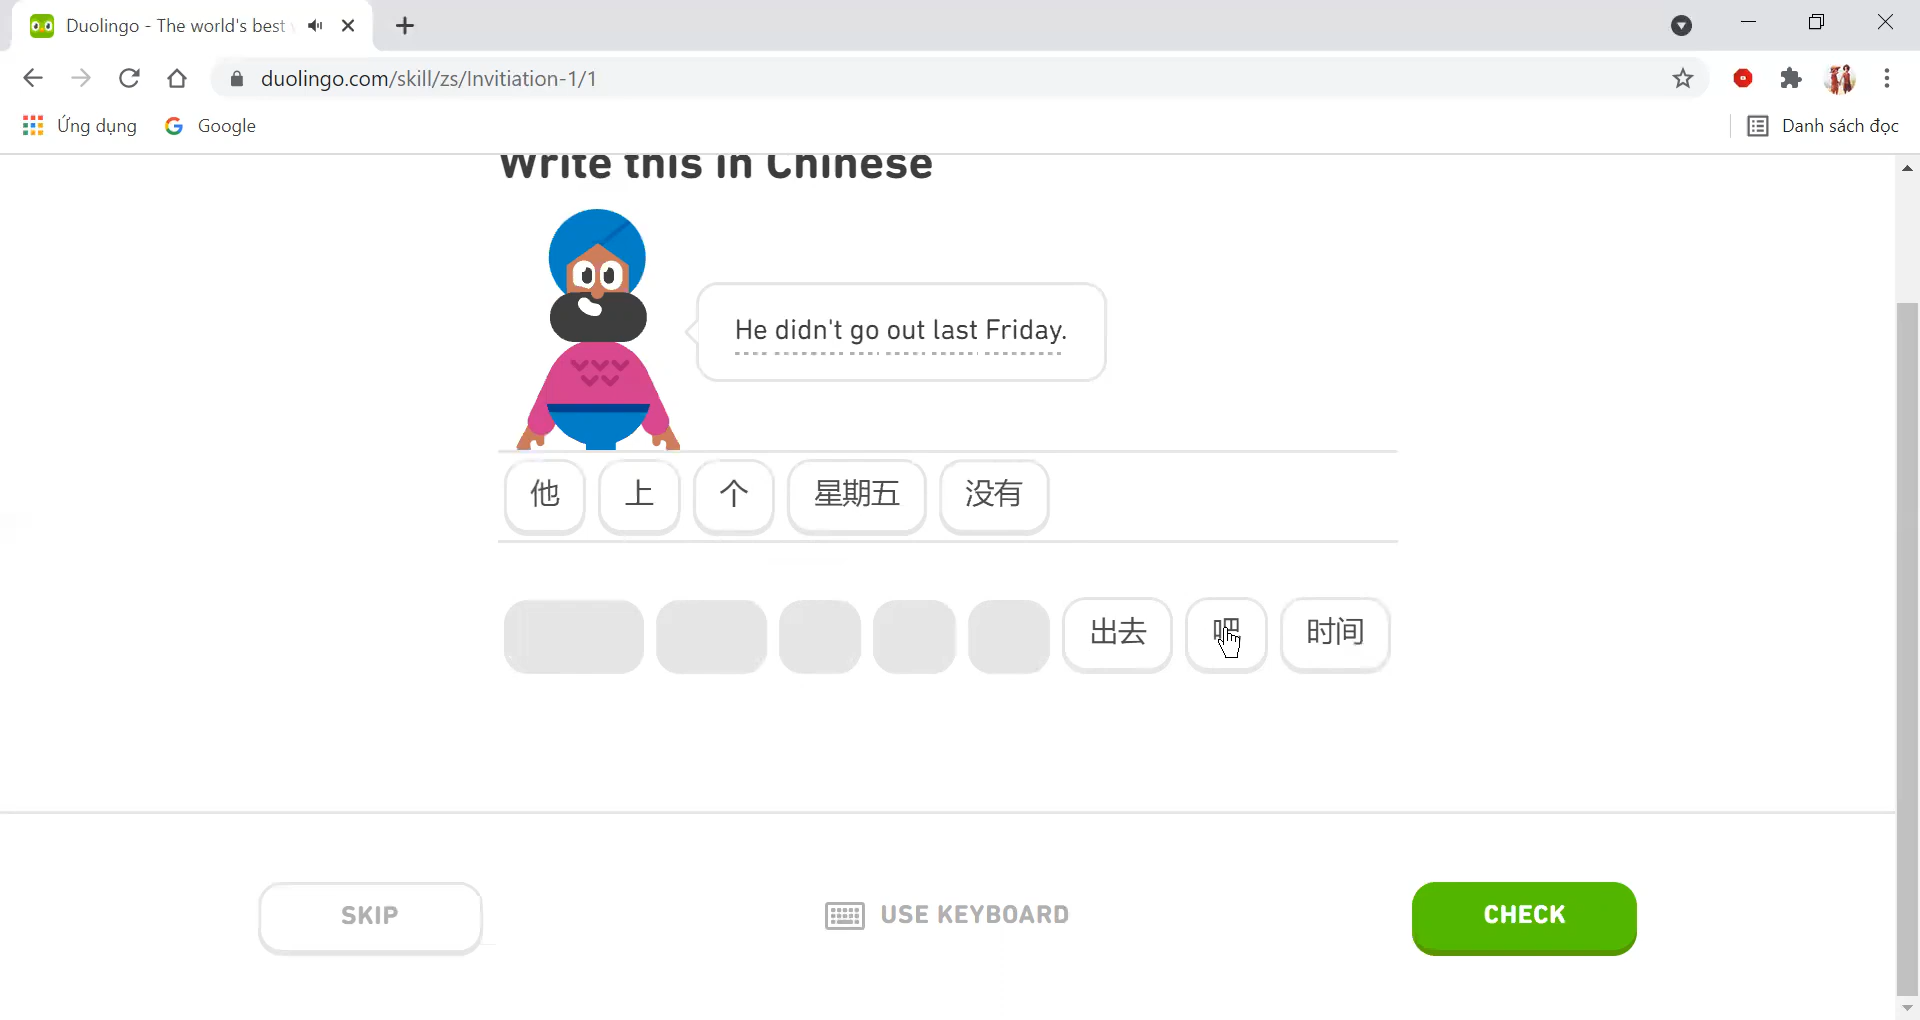 Duolingo - The world's best
duolingo.com/skill/zs/Invitiation-1/1
Ứng dụng
Google
Danh sách đọc
Write this in Chinese
He didn't go out last Friday.
他 上 个 星期五 没有
出去 吧 时间
SKIP
USE KEYBOARD
CHECK